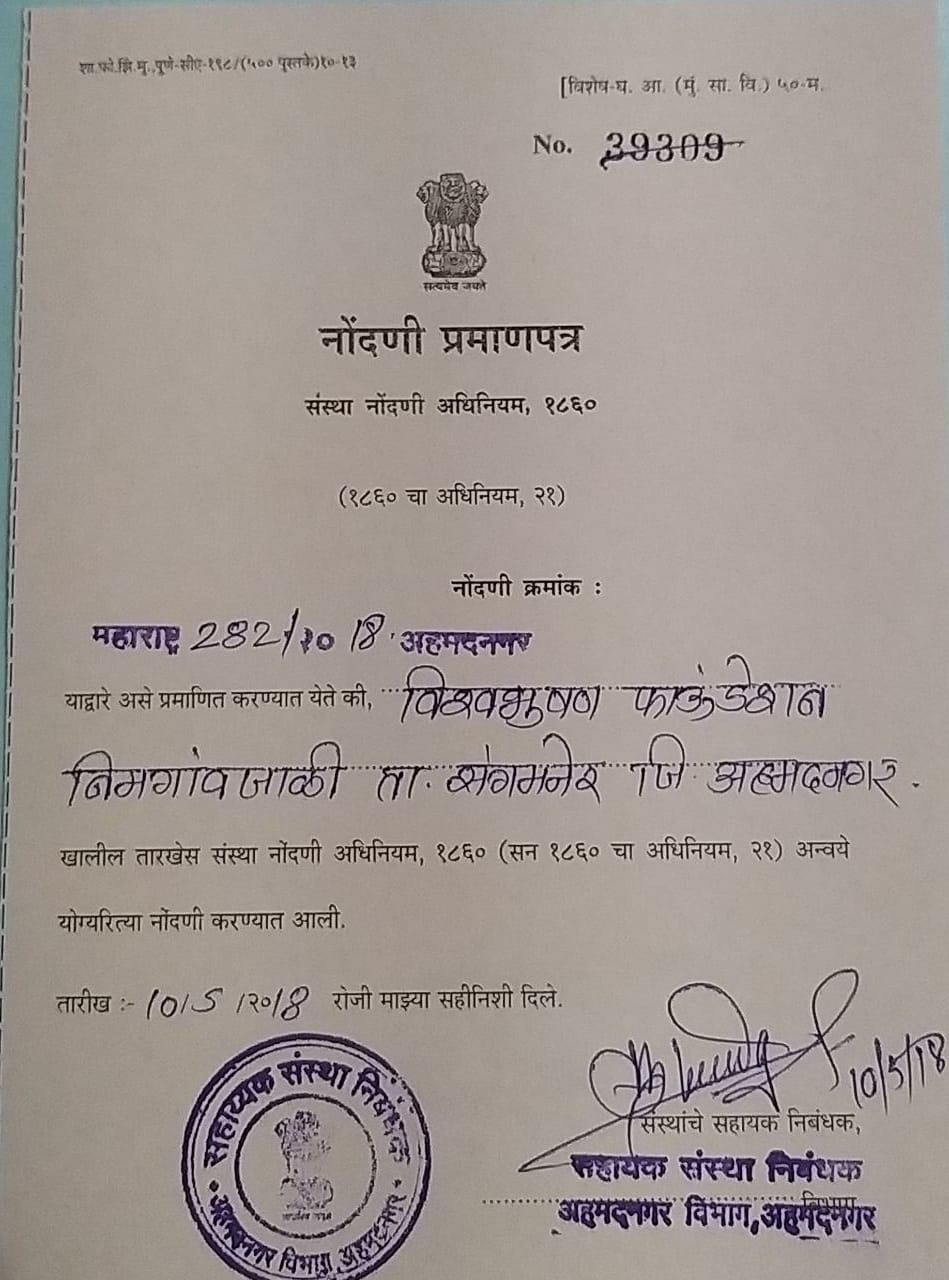 शा.फो.झि.मु.,पुणे-सीए-१९८/(५०० पुस्तके)१०-१३
[विशेष-घ. आ. (मुं. सा. वि.) ५०-म.
No. 39309
सत्यमेव जयते
नोंदणी प्रमाणपत्र
संस्था नोंदणी अधिनियम, १८६०
(१८६० चा अधिनियम, २१)
नोंदणी क्रमांक :
महाराष्ट्र 282/२०18 अहमदनगर
याद्वारे असे प्रमाणित करण्यात येते की, विश्वभुषण फाऊंडेशान
निमगांवजाळी ता. संगमनेर जि अहमदनगर.
खालील तारखेस संस्था नोंदणी अधिनियम, १८६० (सन १८६० चा अधिनियम, २१) अन्वये
योग्यरित्या नोंदणी करण्यात आली.
तारीख :- 10/5/२०18 रोजी माझ्या सहीनिशी दिले.
10/5/18
संस्थांचे सहायक निबंधक,
सहायक संस्था निबंधक
विभाग
अहमदनगर विभाग,अहमदनगर
सहाय्यक संस्था निबंधक
अहमदनगर विभाग, अहमदनगर